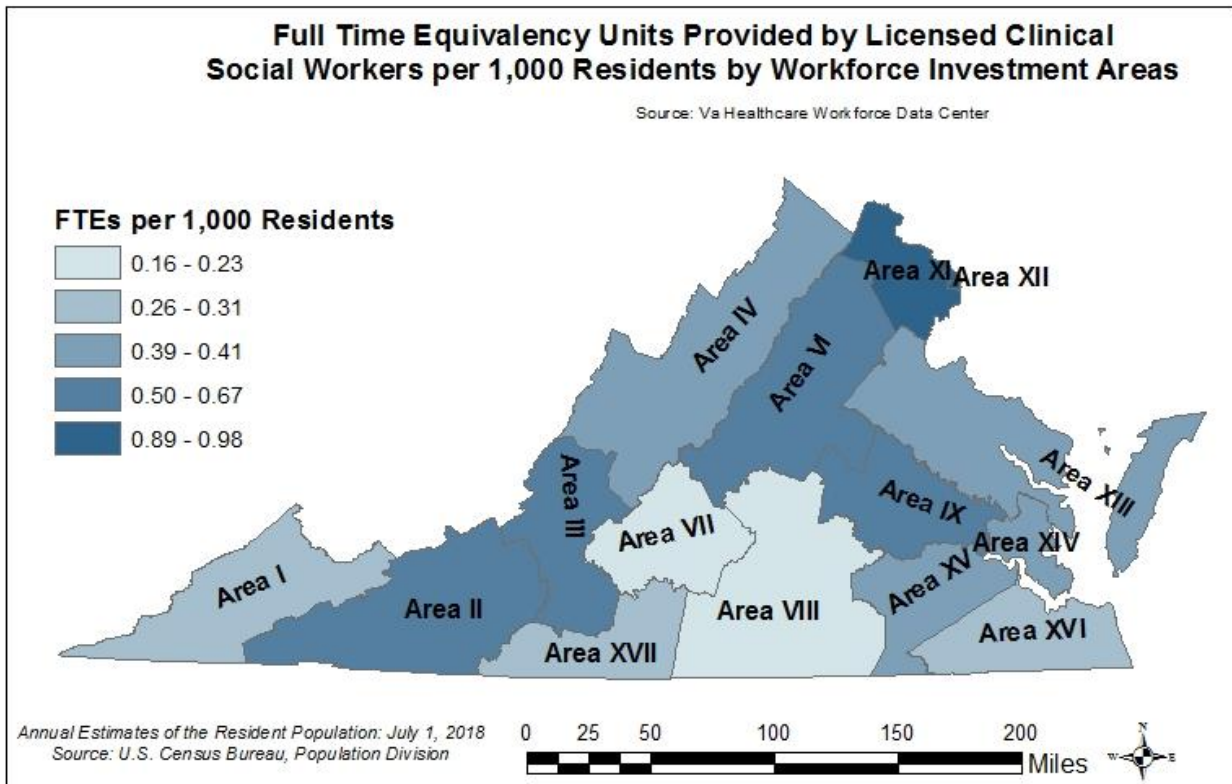 Full Time Equivalency Units Provided by Licensed Clinical
Social Workers per 1,000 Residents by Workforce Investment Areas
Source: Va Healthcare Workforce Data Center
FTEs per 1,000 Residents
0.16 - 0.23
0.26 - 0.31
0.39 - 0.41
0.50 - 0.67
0.89 - 0.98
Area XI
Area XII
Area IV
Area VI
Area III
Area XIII
Area IX
Area VII
Area XIV
Area XV
Area I
Area II
Area VIII
Area XVI
Area XVII
Annual Estimates of the Resident Population: July 1, 2018
Source: U.S. Census Bureau, Population Division
0 25 50 100 150 200
Miles
N
W E
S